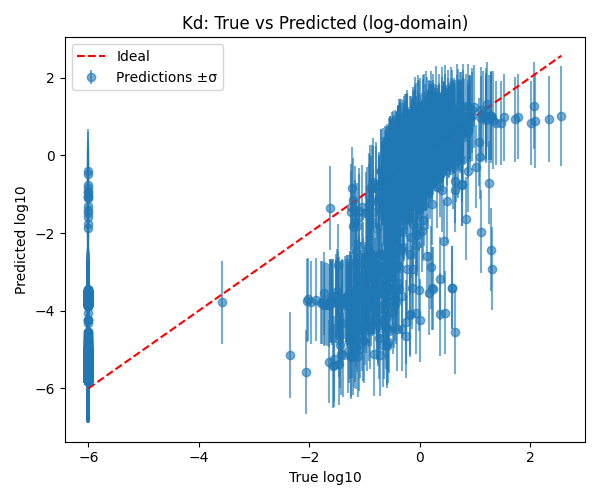 Kd: True vs Predicted (log-domain)
Ideal
Predictions ±σ
Predicted log10
2
0
−2
−4
−6
−6
−4
−2
0
2
True log10